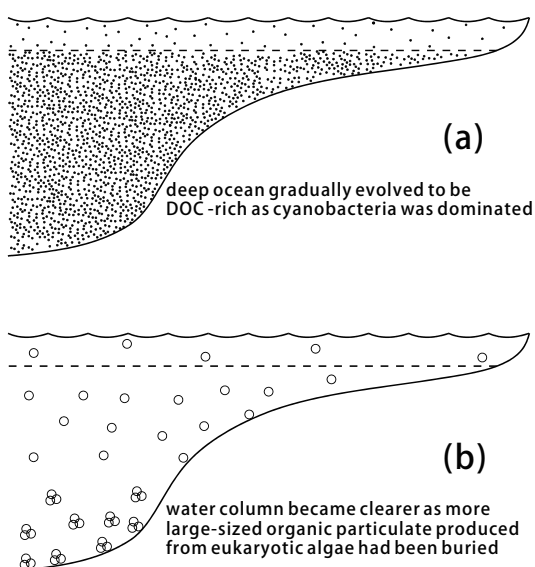 (a)
deep ocean gradually evolved to be
DOC -rich as cyanobacteria was dominated
(b)
water column became clearer as more
large-sized organic particulate produced
from eukaryotic algae had been buried